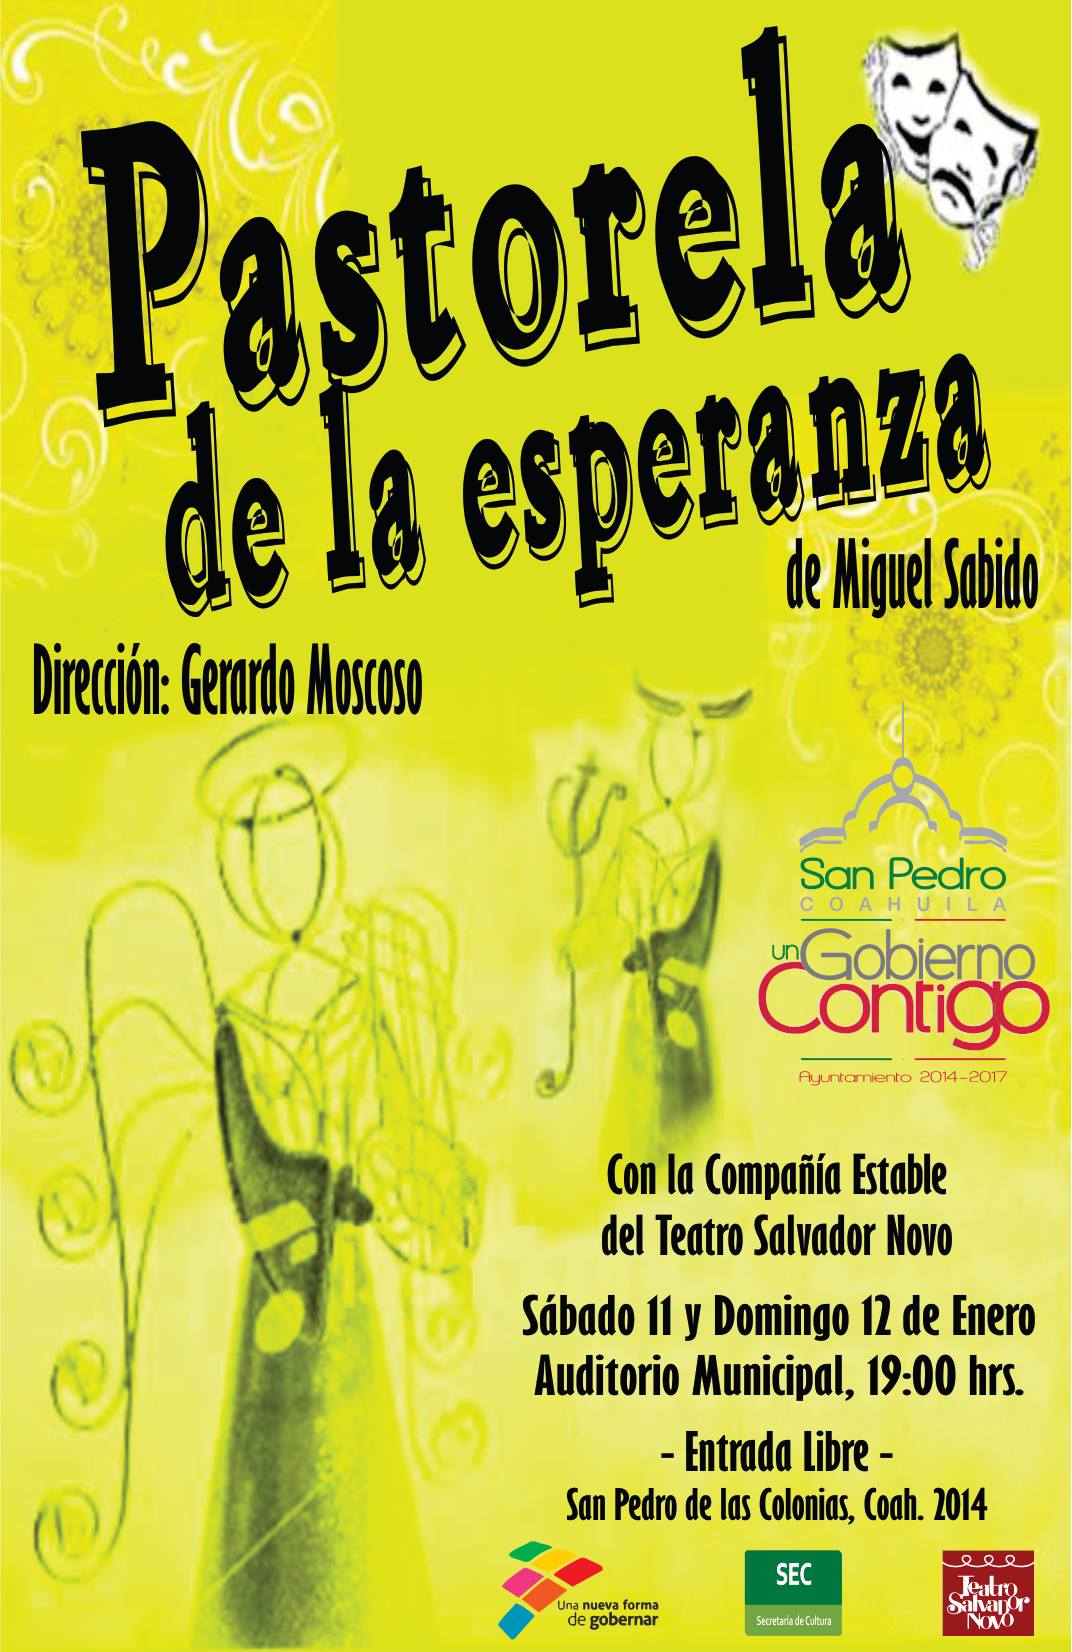 Pastorela
de la esperanza
de Miguel Sabido
Dirección: Gerardo Moscoso
San Pedro
COAHUILA
un Gobierno
Contigo
Ayuntamiento 2014-2017
Con la Compañía Estable
del Teatro Salvador Novo
Sábado 11 y Domingo 12 de Enero
Auditorio Municipal, 19:00 hrs.
- Entrada Libre -
San Pedro de las Colonias, Coah. 2014
Una nueva forma
de gobernar
SEC
Secretaría de Cultura
Teatro
Salvador
Novo